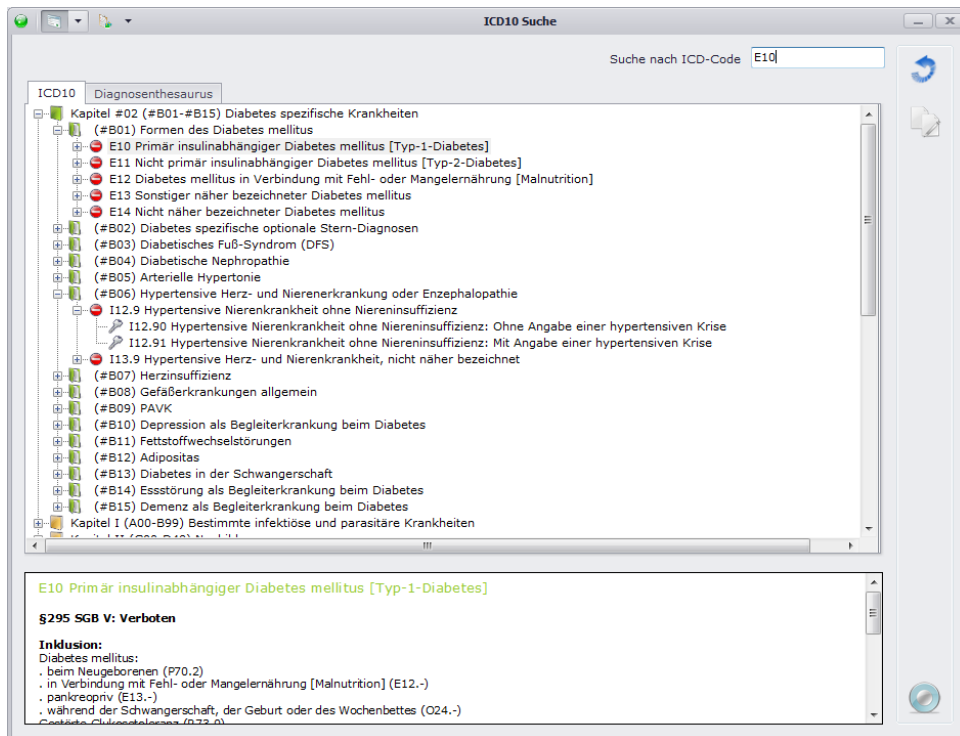 ICD10 Suche
Suche nach ICD-Code E10
ICD10 Diagnosenthesaurus
Kapitel #02 (#B01-#B15) Diabetes spezifische Krankheiten
(#B01) Formen des Diabetes mellitus
E10 Primär insulinabhängiger Diabetes mellitus [Typ-1-Diabetes]
E11 Nicht primär insulinabhängiger Diabetes mellitus [Typ-2-Diabetes]
E12 Diabetes mellitus in Verbindung mit Fehl- oder Mangelernährung [Malnutrition]
E13 Sonstiger näher bezeichneter Diabetes mellitus
E14 Nicht näher bezeichneter Diabetes mellitus
(#B02) Diabetes spezifische optionale Stern-Diagnosen
(#B03) Diabetisches Fuß-Syndrom (DFS)
(#B04) Diabetische Nephropathie
(#B05) Arterielle Hypertonie
(#B06) Hypertensive Herz- und Nierenerkrankung oder Enzephalopathie
I12.9 Hypertensive Nierenkrankheit ohne Niereninsuffizienz
I12.90 Hypertensive Nierenkrankheit ohne Niereninsuffizienz: Ohne Angabe einer hypertensiven Krise
I12.91 Hypertensive Nierenkrankheit ohne Niereninsuffizienz: Mit Angabe einer hypertensiven Krise
I13.9 Hypertensive Herz- und Nierenkrankheit, nicht näher bezeichnet
(#B07) Herzinsuffizienz
(#B08) Gefäßerkrankungen allgemein
(#B09) PAVK
(#B10) Depression als Begleiterkrankung beim Diabetes
(#B11) Fettstoffwechselstörungen
(#B12) Adipositas
(#B13) Diabetes in der Schwangerschaft
(#B14) Essstörung als Begleiterkrankung beim Diabetes
(#B15) Demenz als Begleiterkrankung beim Diabetes
Kapitel I (A00-B99) Bestimmte infektiöse und parasitäre Krankheiten
E10 Primär insulinabhängiger Diabetes mellitus [Typ-1-Diabetes]
§295 SGB V: Verboten
Inklusion:
Diabetes mellitus:
. beim Neugeborenen (P70.2)
. in Verbindung mit Fehl- oder Mangelernährung [Malnutrition] (E12.-)
. pankreopriv (E13.-)
. während der Schwangerschaft, der Geburt oder des Wochenbettes (O24.-)
Gestörte Glukosetoleranz (R73.0)